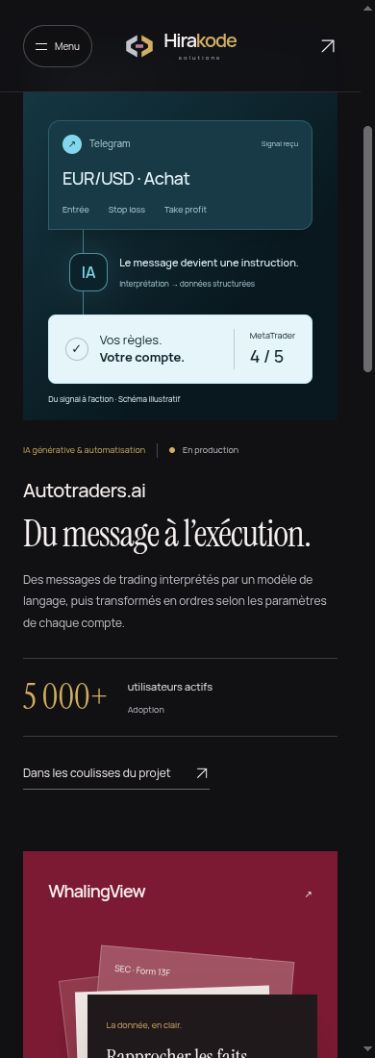 Menu
Hirakode
solutions
Telegram
Signal reçu
EUR/USD · Achat
Entrée Stop loss Take profit
IA
Le message devient une instruction.
Interprétation → données structurées
Vos règles.
Votre compte.
MetaTrader
4 / 5
Du signal à l'action · Schéma illustratif
IA générative & automatisation
En production
Autotraders.ai
Du message à l'exécution.
Des messages de trading interprétés par un modèle de
langage, puis transformés en ordres selon les paramètres
de chaque compte.
5 000+
utilisateurs actifs
Adoption
Dans les coulisses du projet
WhalingView
SEC · Form 13F
La donnée, en clair.
Rapprocher les faits